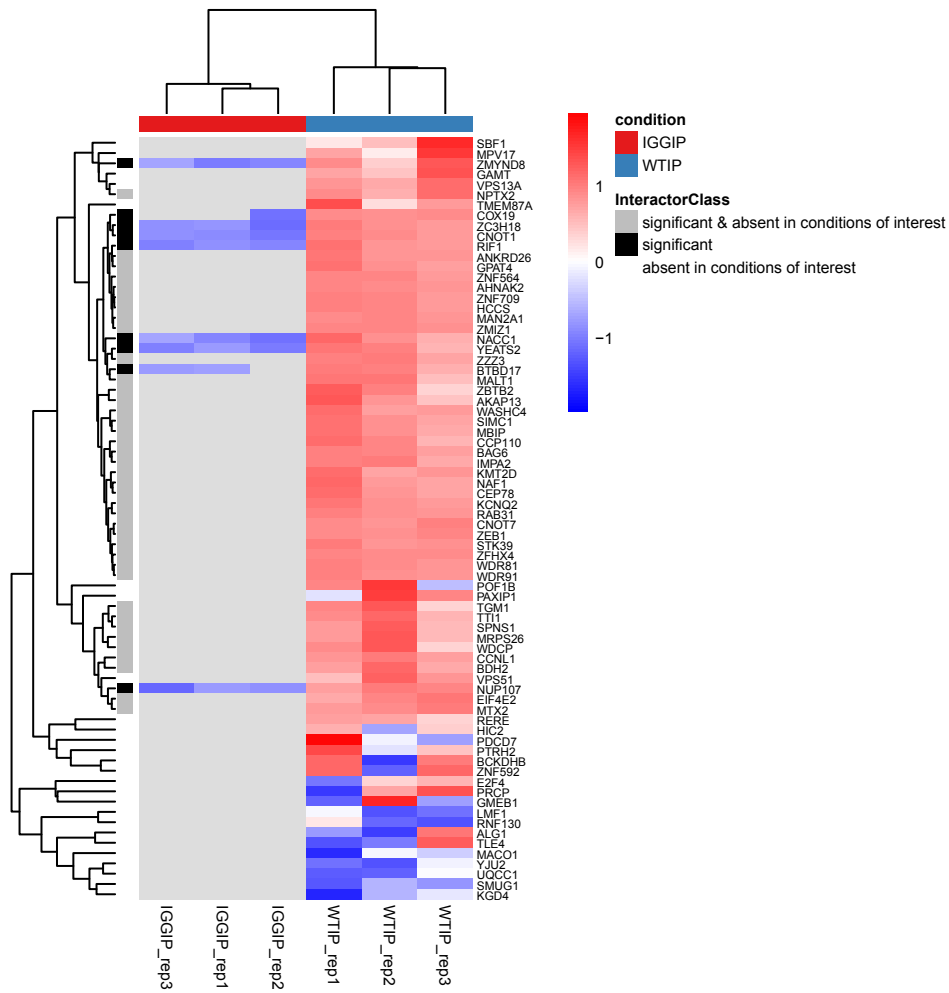 SBF1
MPV17
ZMYND8
GAMT
VPS13A
NPTX2
TMEM87A
COX19
ZC3H18
CNOT1
RIF1
ANKRD26
GPAT4
ZNF564
AHNAK2
ZNF709
HCCS
MAN2A1
ZMIZ1
NACC1
YEATS2
ZZZ3
BTBD17
MALT1
ZBTB2
AKAP13
WASHC4
SIMC1
MBIP
CCP110
BAG6
IMPA2
KMT2D
NAF1
CEP78
KCNQ2
RAB31
CNOT7
ZEB1
STK39
ZFHX4
WDR81
WDR91
POF1B
PAXIP1
TGM1
TTI1
SPNS1
MRPS26
WDCP
CCNL1
BDH2
VPS51
NUP107
EIF4E2
MTX2
RERE
HIC2
PDCD7
PTRH2
BCKDHB
ZNF592
E2F4
PRCP
GMEB1
LMF1
RNF130
ALG1
TLE4
MACO1
YJU2
UQCC1
SMUG1
KGD4
IGGIP_rep3
IGGIP_rep1
IGGIP_rep2
WTIP_rep1
WTIP_rep2
WTIP_rep3
1
0
−1
condition
IGGIP
WTIP
InteractorClass
significant & absent in conditions of interest
significant
absent in conditions of interest